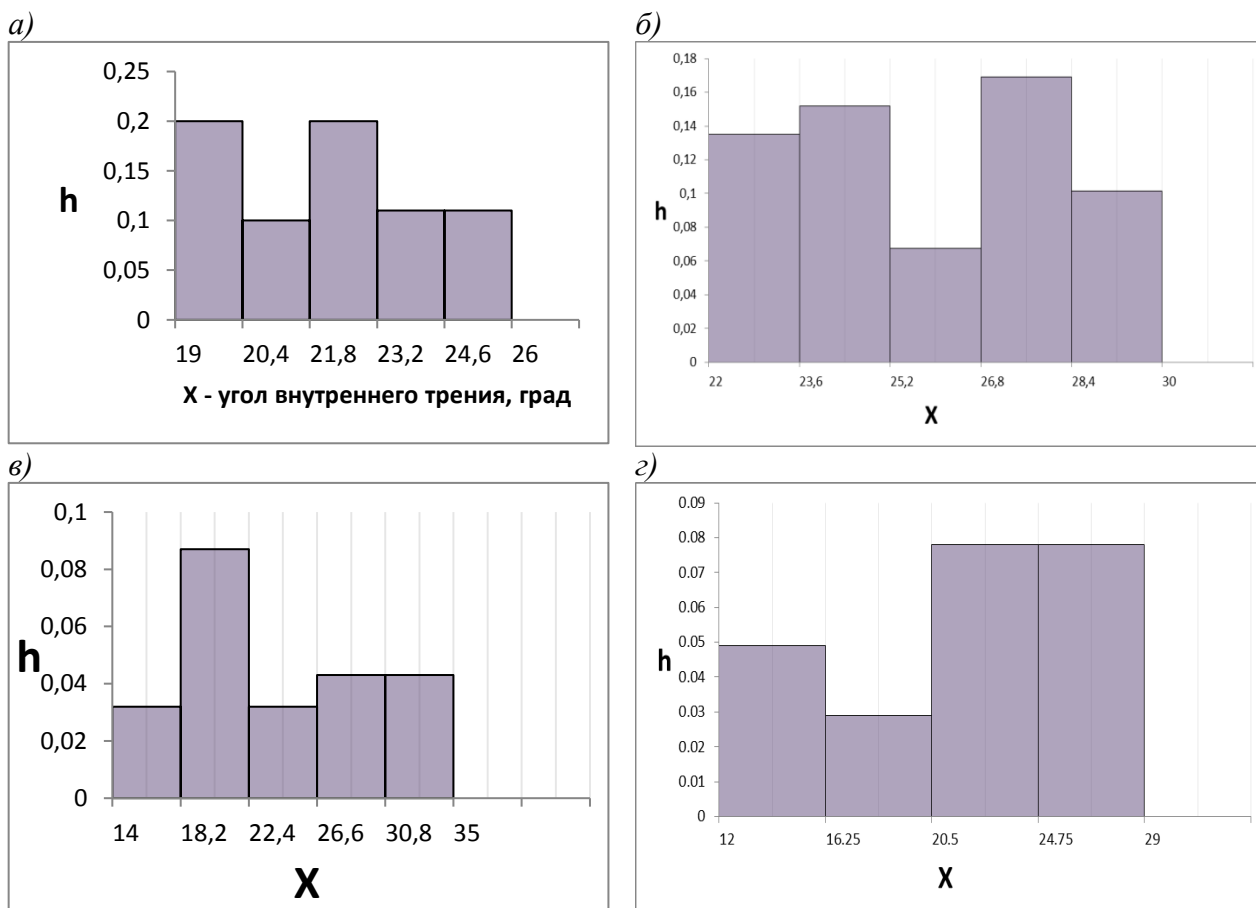 а)
0,25
0,2
0,15
h
0,1
0,05
0
19 20,4 21,8 23,2 24,6 26
X - угол внутреннего трения, град
б)
0,18
0,16
0,14
0,12
0,1
h
0,08
0,06
0,04
0,02
0
22 23,6 25,2 26,8 28,4 30
X
в)
0,1
0,08
0,06
h
0,04
0,02
0
14 18,2 22,4 26,6 30,8 35
X
г)
0.09
0.08
0.07
0.06
0.05
h
0.04
0.03
0.02
0.01
0
12 16.25 20.5 24.75 29
X